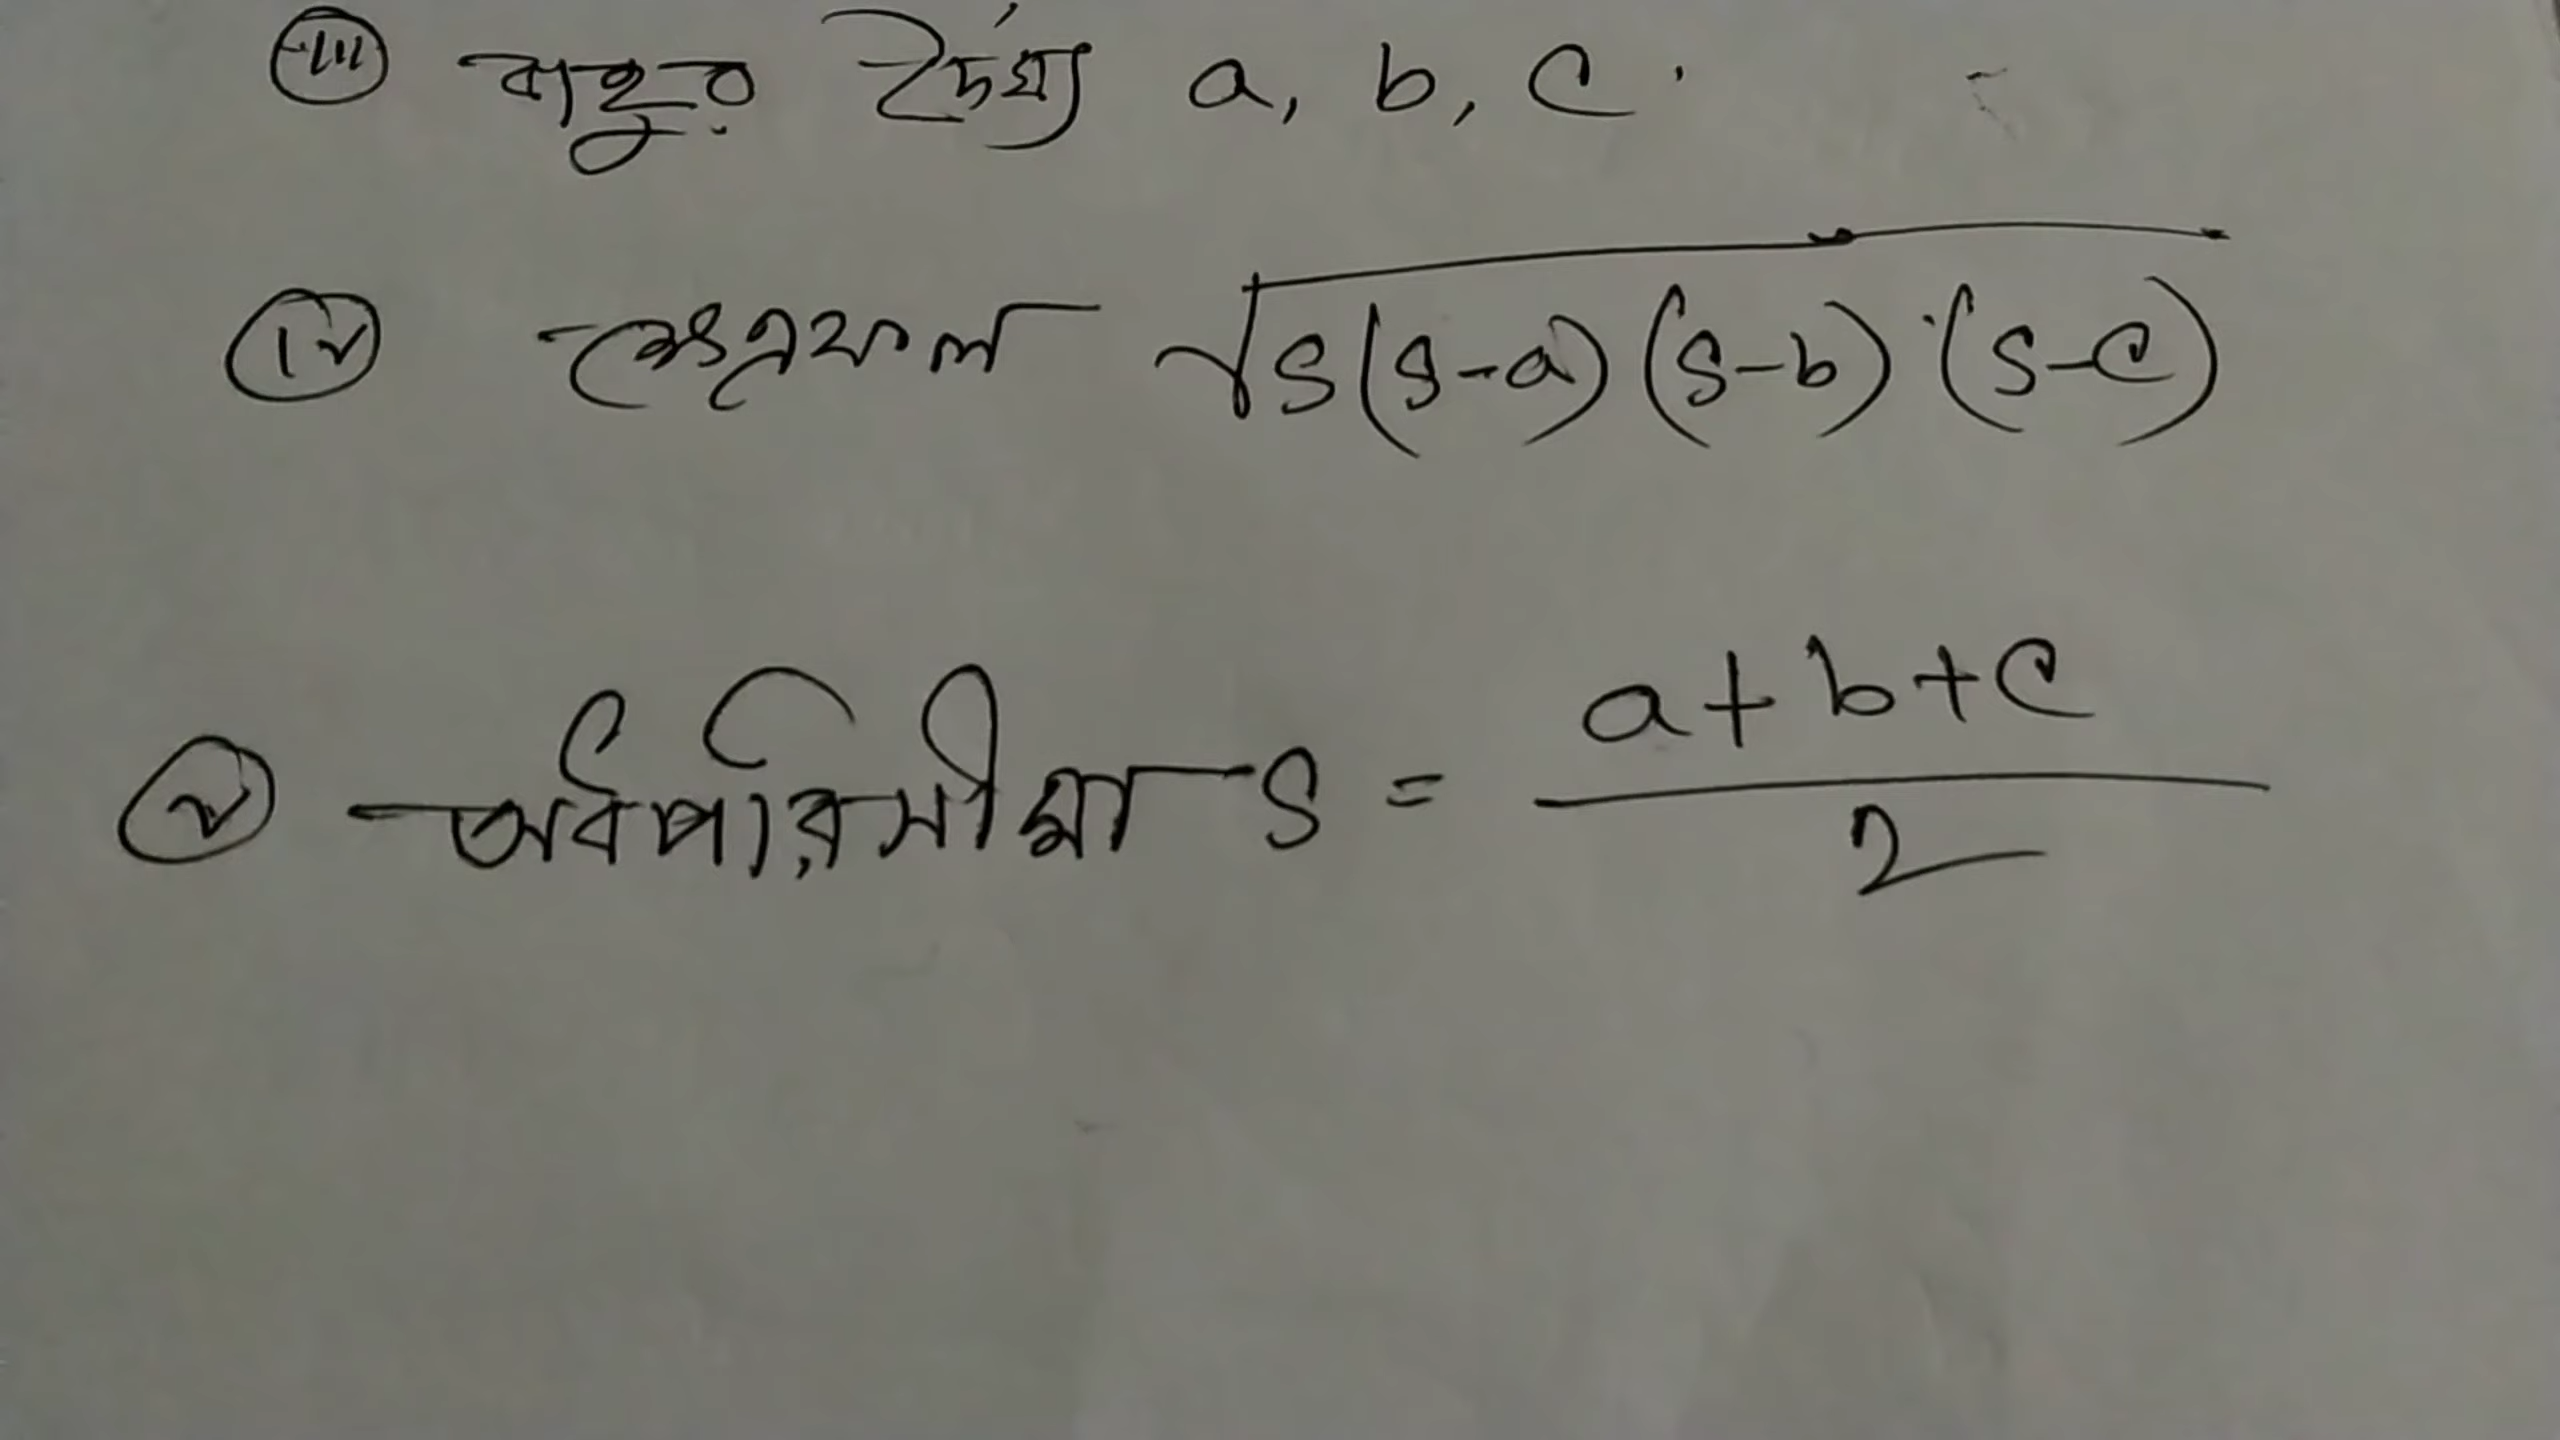 (iii) বাহুর দৈর্ঘ্য a, b, c.
(iv) ক্ষেত্রফল √s(s-a)(s-b).(s-c)
(v) অর্ধপরিসীমা s = a+b+c
2